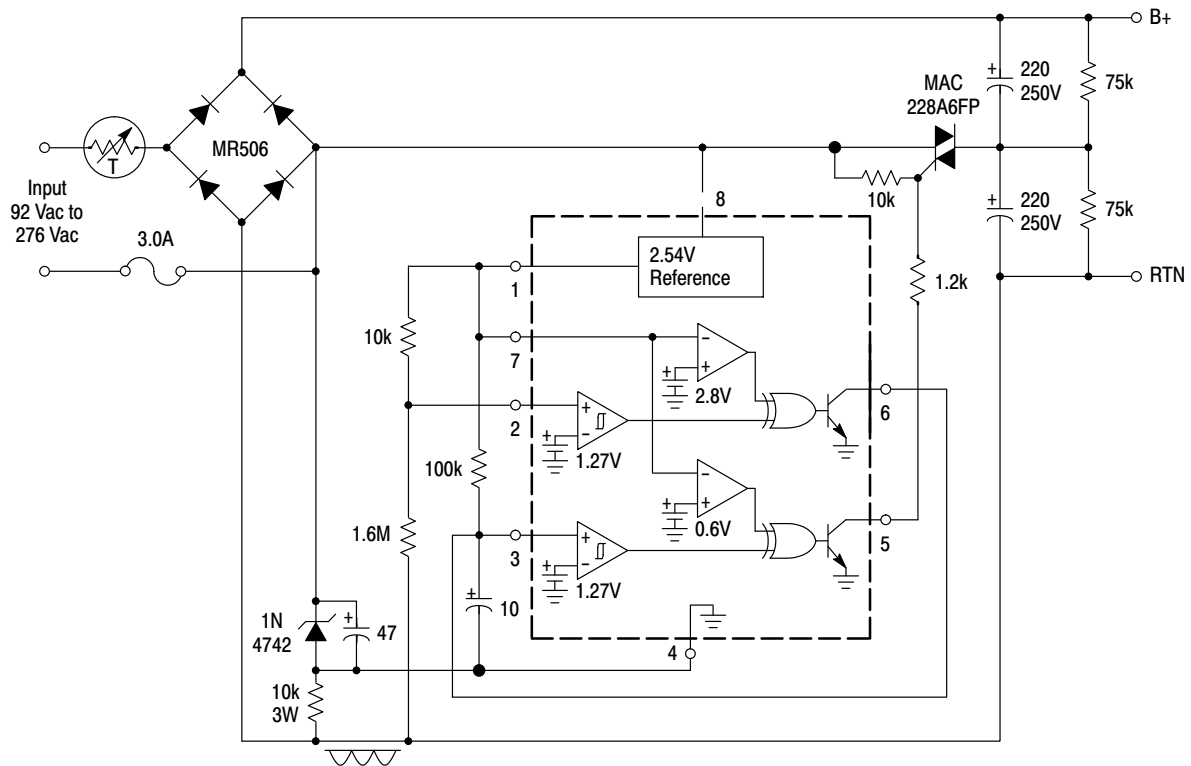 B+
220
250V
75k
MAC
228A6FP
MR506
T
Input
92 Vac to
276 Vac
3.0A
10k
8
220
250V
75k
2.54V
Reference
1
RTN
1.2k
10k
7
-
+
+
2.8V
6
2
+
-
+
1.27V
100k
-
+
+
0.6V
5
1.6M
3
+
-
+
1.27V
+
10
1N
4742
+
47
4
10k
3W
+
+